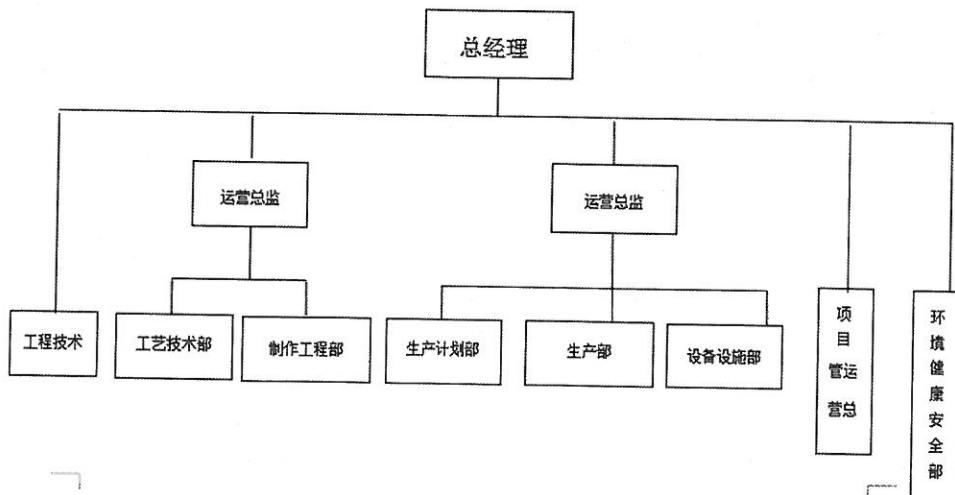 总经理
运营总监
运营总监
工程技术
工艺技术部
制作工程部
生产计划部
生产部
设备设施部
项
目
管运
营总
环
境
健
康
安
全
部